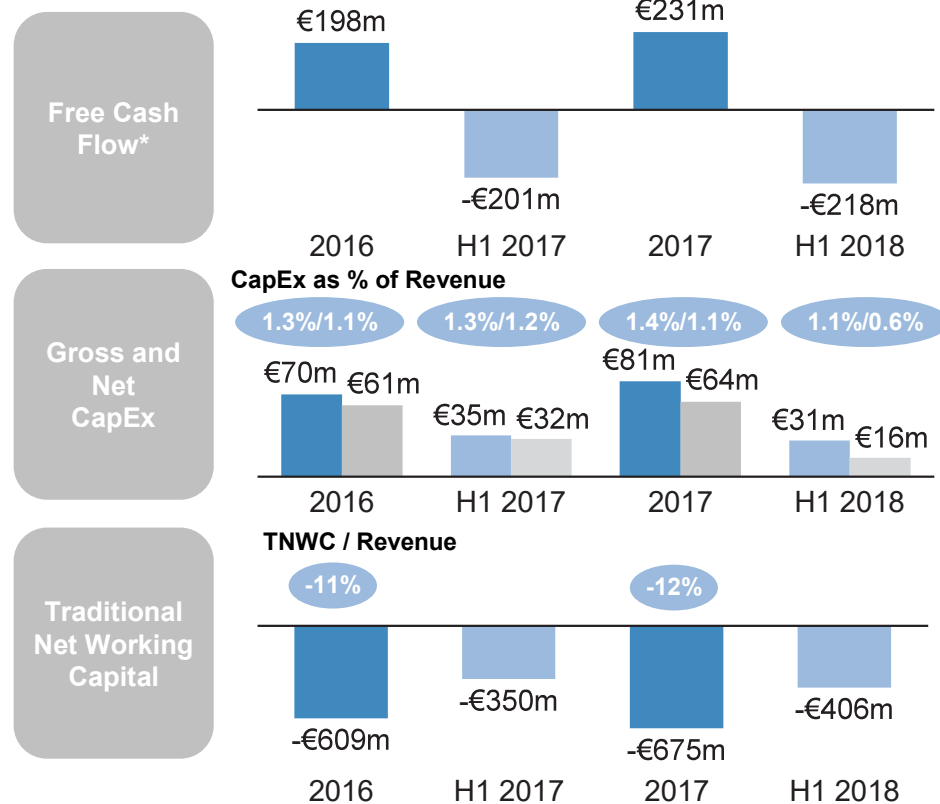 Free Cash
Flow*
€198m
€231m
-€201m
-€218m
2016
H1 2017
2017
H1 2018
Gross and
Net
CapEx
CapEx as % of Revenue
1.3%/1.1%
1.3%/1.2%
1.4%/1.1%
1.1%/0.6%
€70m
€61m
€35m
€32m
€81m
€64m
€31m
€16m
2016
H1 2017
2017
H1 2018
Traditional
Net Working
Capital
TNWC / Revenue
-11%
-12%
-€609m
-€350m
-€675m
-€406m
2016
H1 2017
2017
H1 2018